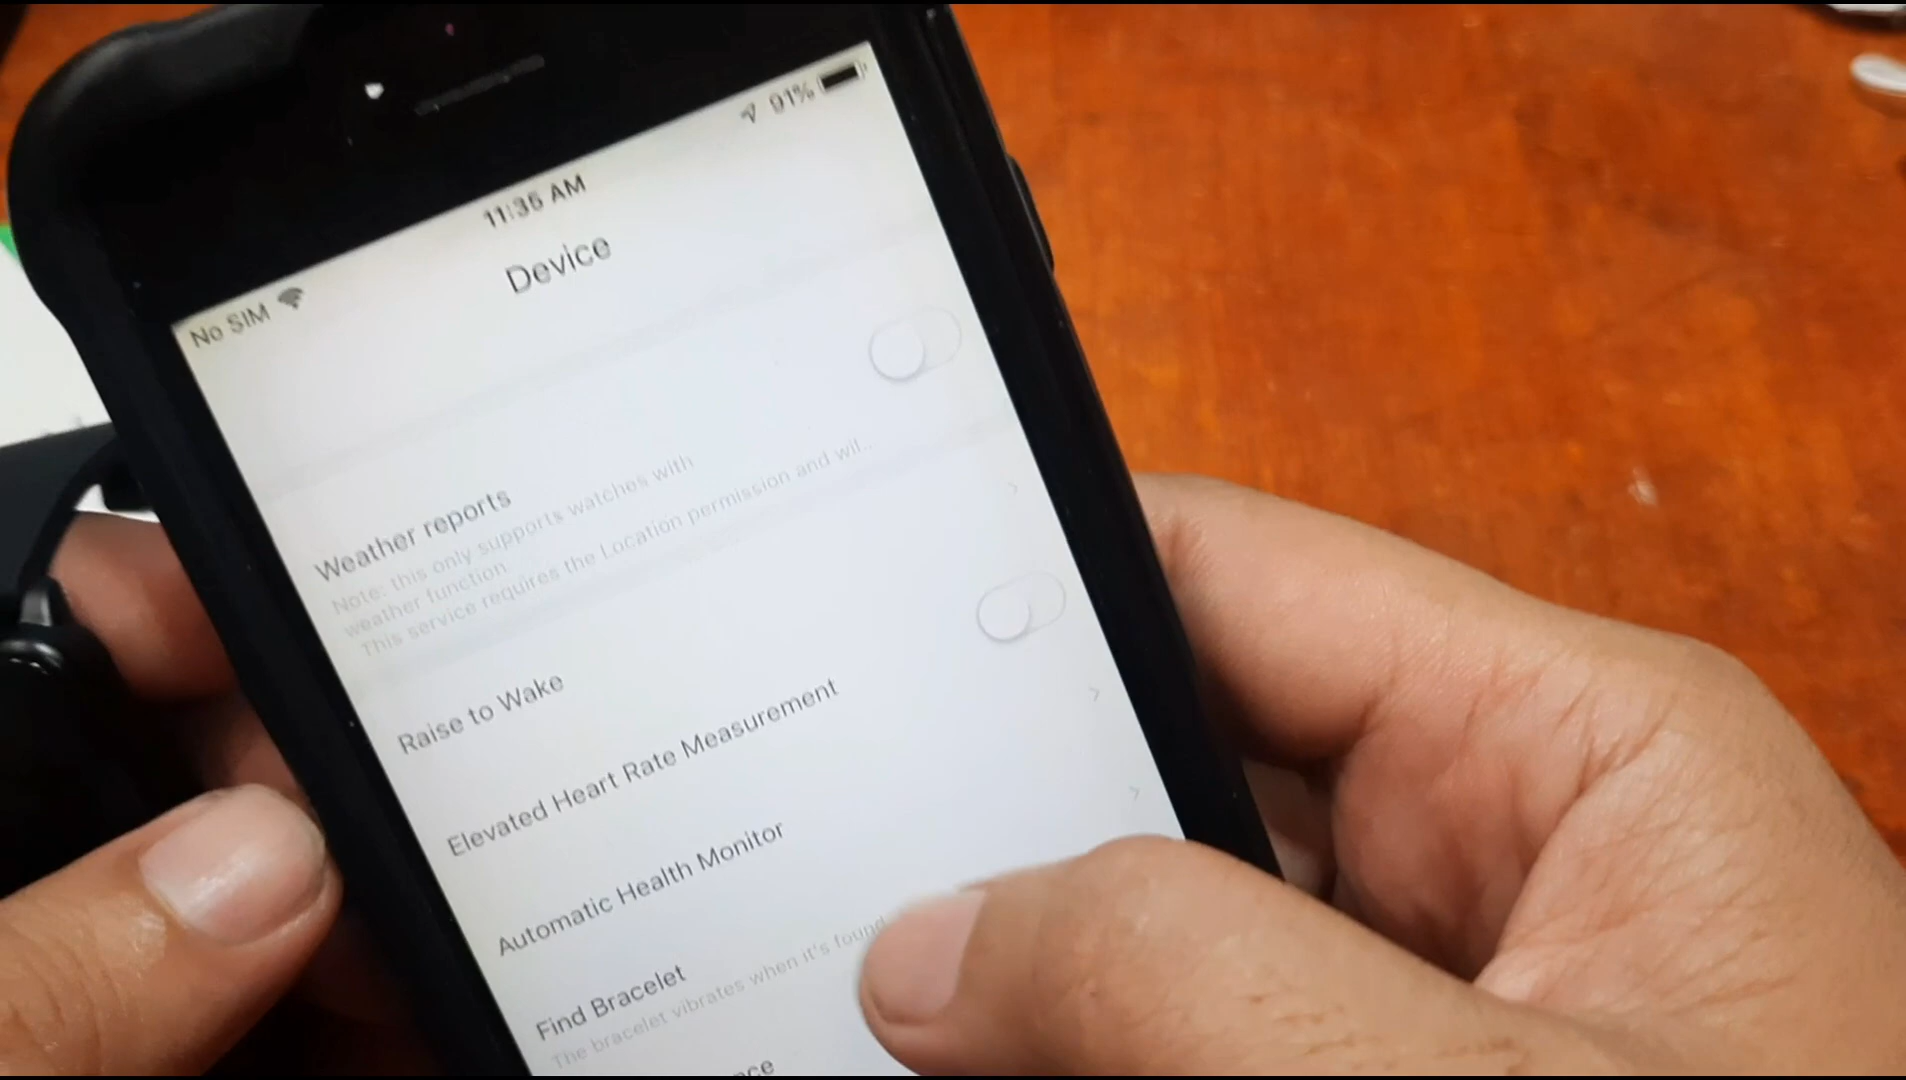 No SIM
11:35 AM
91%
Device
Weather reports
Note: this only supports watches with
weather function.
This service requires the Location permission and wil...
Raise to Wake
Elevated Heart Rate Measurement
Automatic Health Monitor
Find Bracelet
The bracelet vibrates when it's found